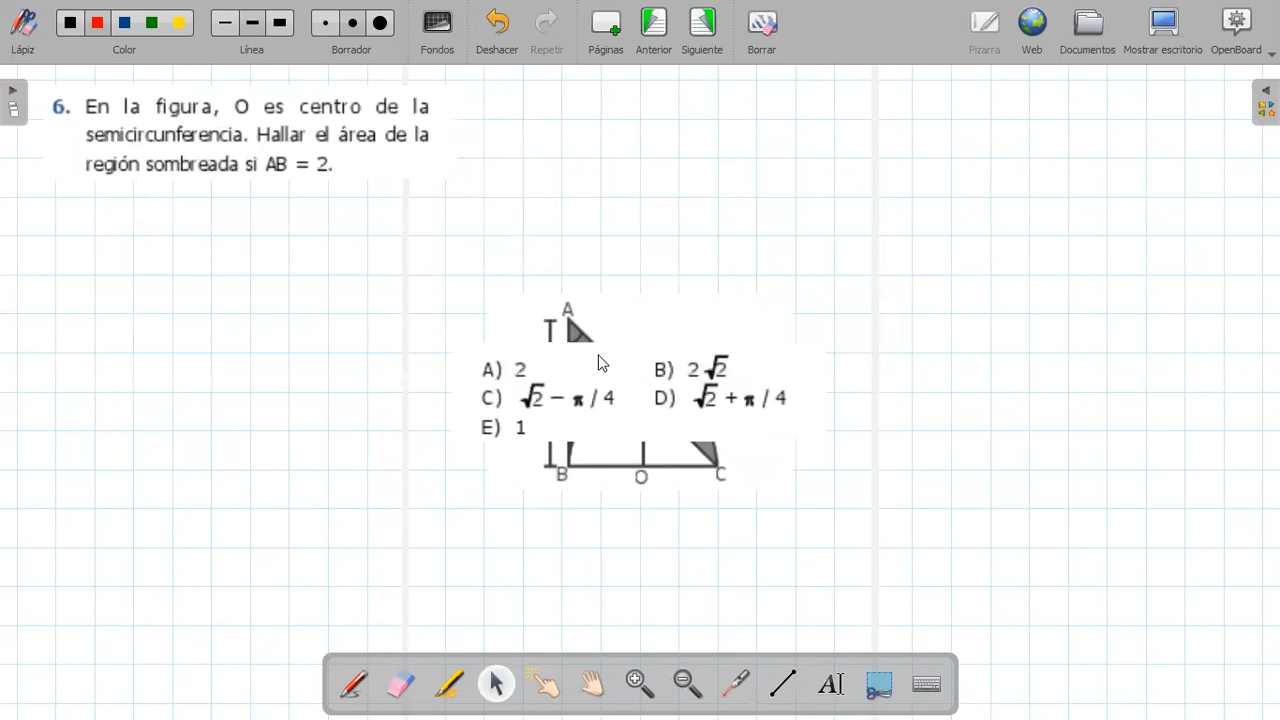 Lápiz
Color
Línea
Borrador
Fondos
Deshacer
Repetir
Páginas
Anterior
Siguiente
Borrar
Pizarra
Web
Documentos
Mostrar escritorio
OpenBoard
6. En la figura, O es centro de la
semicircunferencia. Hallar el área de la
región sombreada si AB = 2.
A
A) 2 B) 2√2
C) √2 − π / 4 D) √2 + π / 4
E) 1
B O C